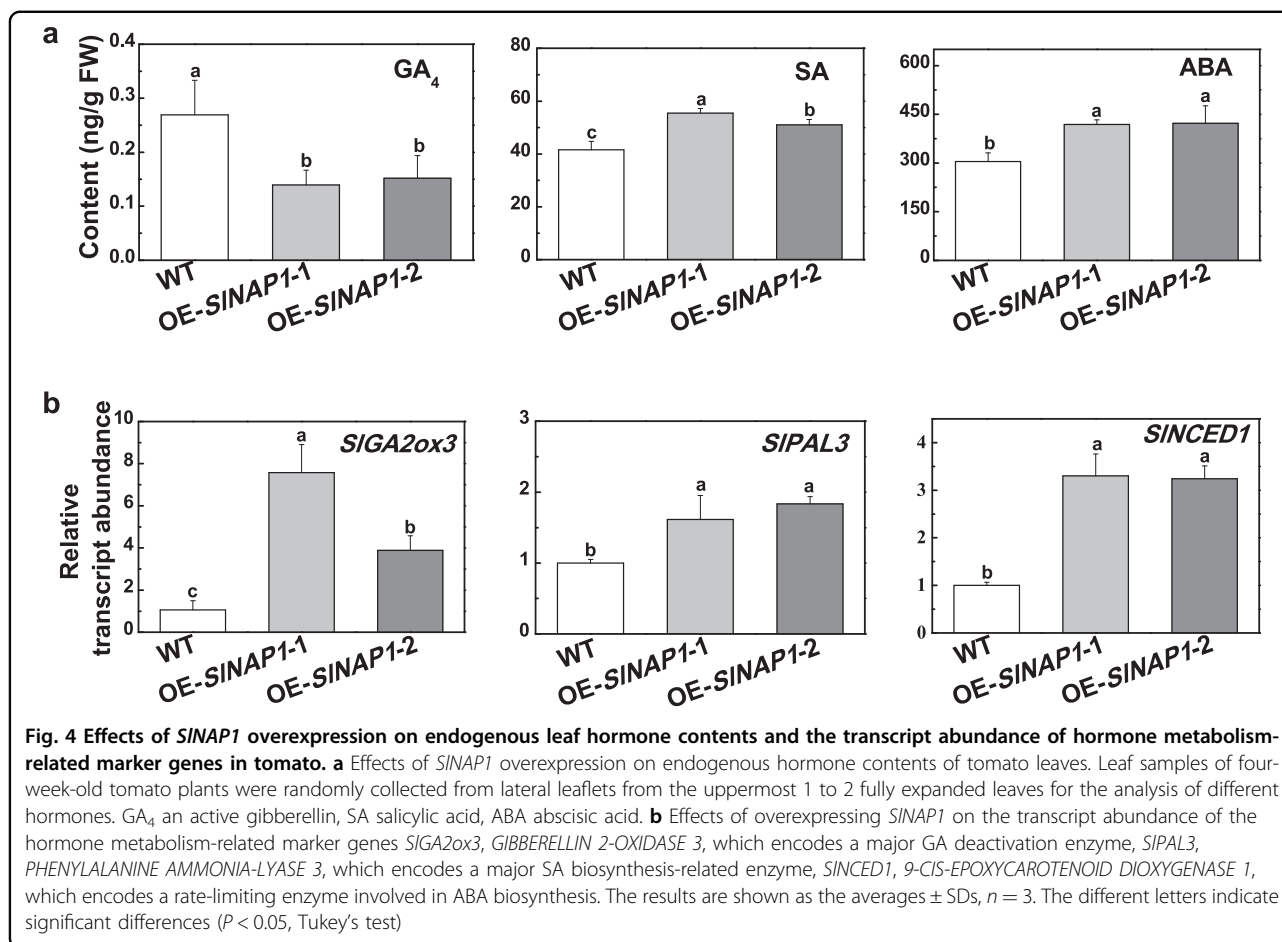 a
Content (ng/g FW)
0.4
0.3
0.2
0.1
0.0
GA4
a
b
b
WT
OE-SlNAP1-1
OE-SlNAP1-2
80
60
40
20
0
SA
c
a
b
WT
OE-SlNAP1-1
OE-SlNAP1-2
600
450
300
150
0
ABA
b
a
a
WT
OE-SlNAP1-1
OE-SlNAP1-2
b
Relative
transcript abundance
10
8
6
4
2
0
SlGA2ox3
c
a
b
WT
OE-SlNAP1-1
OE-SlNAP1-2
3
2
1
0
SlPAL3
b
a
a
WT
OE-SlNAP1-1
OE-SlNAP1-2
4
3
2
1
0
SlNCED1
b
a
a
WT
OE-SlNAP1-1
OE-SlNAP1-2
Fig. 4 Effects of SlNAP1 overexpression on endogenous leaf hormone contents and the transcript abundance of hormone metabolism-
related marker genes in tomato. a Effects of SlNAP1 overexpression on endogenous hormone contents of tomato leaves. Leaf samples of four-
week-old tomato plants were randomly collected from lateral leaflets from the uppermost 1 to 2 fully expanded leaves for the analysis of different
hormones. GA4 an active gibberellin, SA salicylic acid, ABA abscisic acid. b Effects of overexpressing SlNAP1 on the transcript abundance of the
hormone metabolism-related marker genes SlGA2ox3, GIBBERELLIN 2-OXIDASE 3, which encodes a major GA deactivation enzyme, SlPAL3,
PHENYLALANINE AMMONIA-LYASE 3, which encodes a major SA biosynthesis-related enzyme, SlNCED1, 9-CIS-EPOXYCAROTENOID DIOXYGENASE 1,
which encodes a rate-limiting enzyme involved in ABA biosynthesis. The results are shown as the averages ± SDs, n = 3. The different letters indicate
significant differences (P < 0.05, Tukey's test)